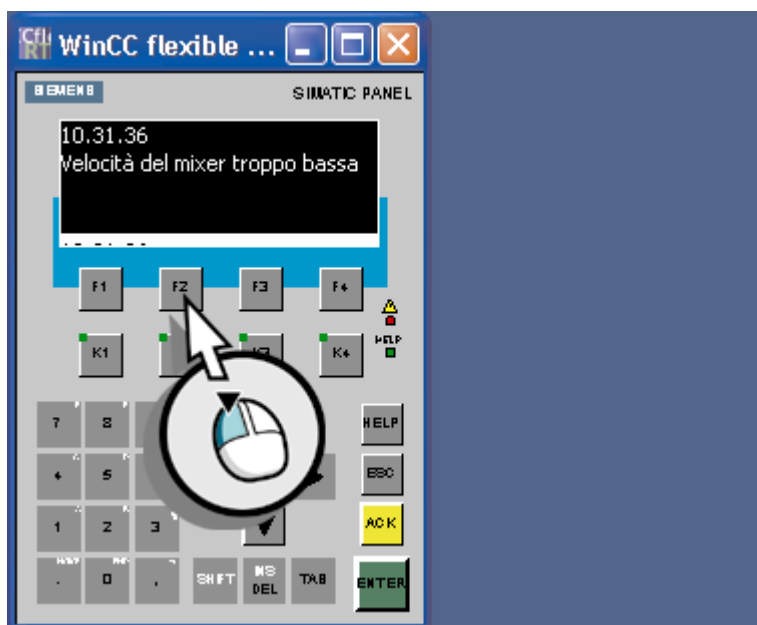 WinCC flexible ...
SIEMENS
SIMATIC PANEL
10.31.36
Velocità del mixer troppo bassa
F1 F2 F3 F4
HELP
K1 K4
7 8 HELP
4 5 ESC
1 2 3 ACK
. 0 , SHIFT INS DEL TAB ENTER